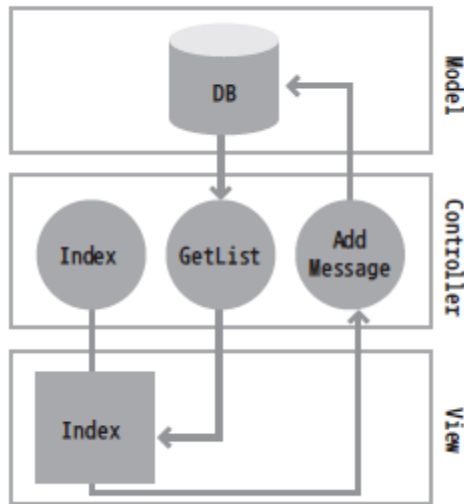 DB
Model
Index
GetList
Add
Message
Controller
Index
View